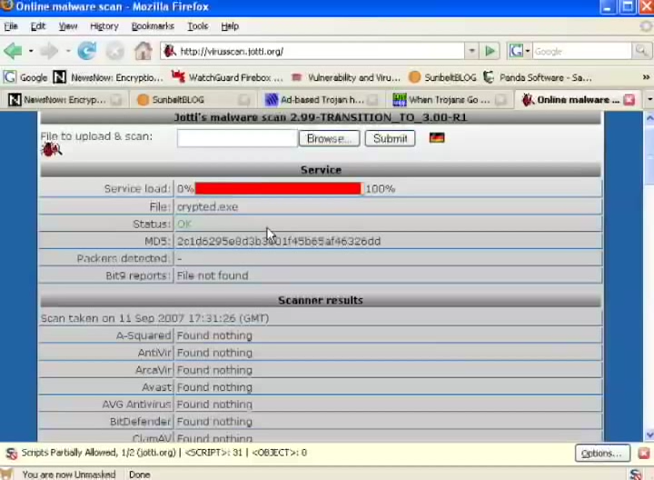 Online malware scan - Mozilla Firefox
File Edit View History Bookmarks Tools Help
http://virusscan.jotti.org/
Google
Google NewsNow: Encryptio... WatchGuard Firebox ... Vulnerability and Viru... SunbeltBLOG Panda Software - Sa...
NewsNow: Encryp... SunbeltBLOG Ad-based Trojan h... When Trojans Go ... Online malware ...
Jotti's malware scan 2.99-TRANSITION_TO_3.00-R1
File to upload & scan: Browse... Submit
Service
Service load: 0% 100%
File: crypted.exe
Status: OK
MD5:
Packers detected: -
Bit9 reports: File not found
Scanner results
Scan taken on 11 Sep 2007 17:31:26 (GMT)
A-Squared Found nothing
AntiVir Found nothing
ArcaVir Found nothing
Avast Found nothing
AVG Antivirus Found nothing
BitDefender Found nothing
ClamAV Found nothing
Scripts Partially Allowed, 1/2 (jotti.org) | <SCRIPT>: 31 | <OBJECT>: 0 Options...
You are now Unmasked Done